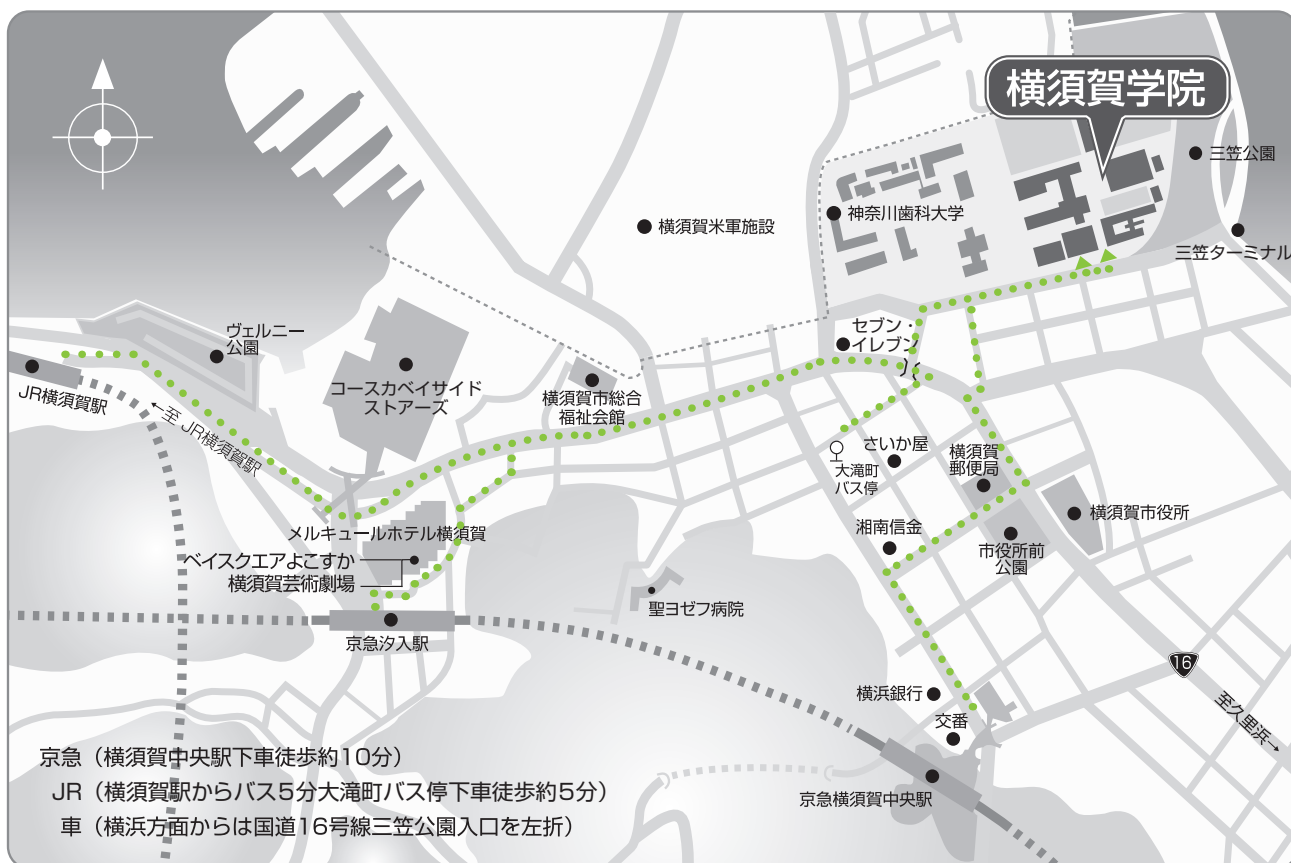 横須賀学院
三笠公園
神奈川歯科大学
横須賀米軍施設
三笠ターミナル
セブン・
イレブン
ヴェルニー
公園
JR横須賀駅
←至 JR横須賀駅
コースカベイサイド
ストアーズ
横須賀市総合
福祉会館
大滝町
バス停
さいか屋
横須賀
郵便局
横須賀市役所
メルキュールホテル横須賀
湘南信金
市役所前
公園
ベイスクエアよこすか
横須賀芸術劇場
聖ヨゼフ病院
京急汐入駅
16
横浜銀行
至久里浜→
交番
京急横須賀中央駅
京急(横須賀中央駅下車徒歩約10分)
JR(横須賀駅からバス5分大滝町バス停下車徒歩約5分)
車(横浜方面からは国道16号線三笠公園入口を左折)